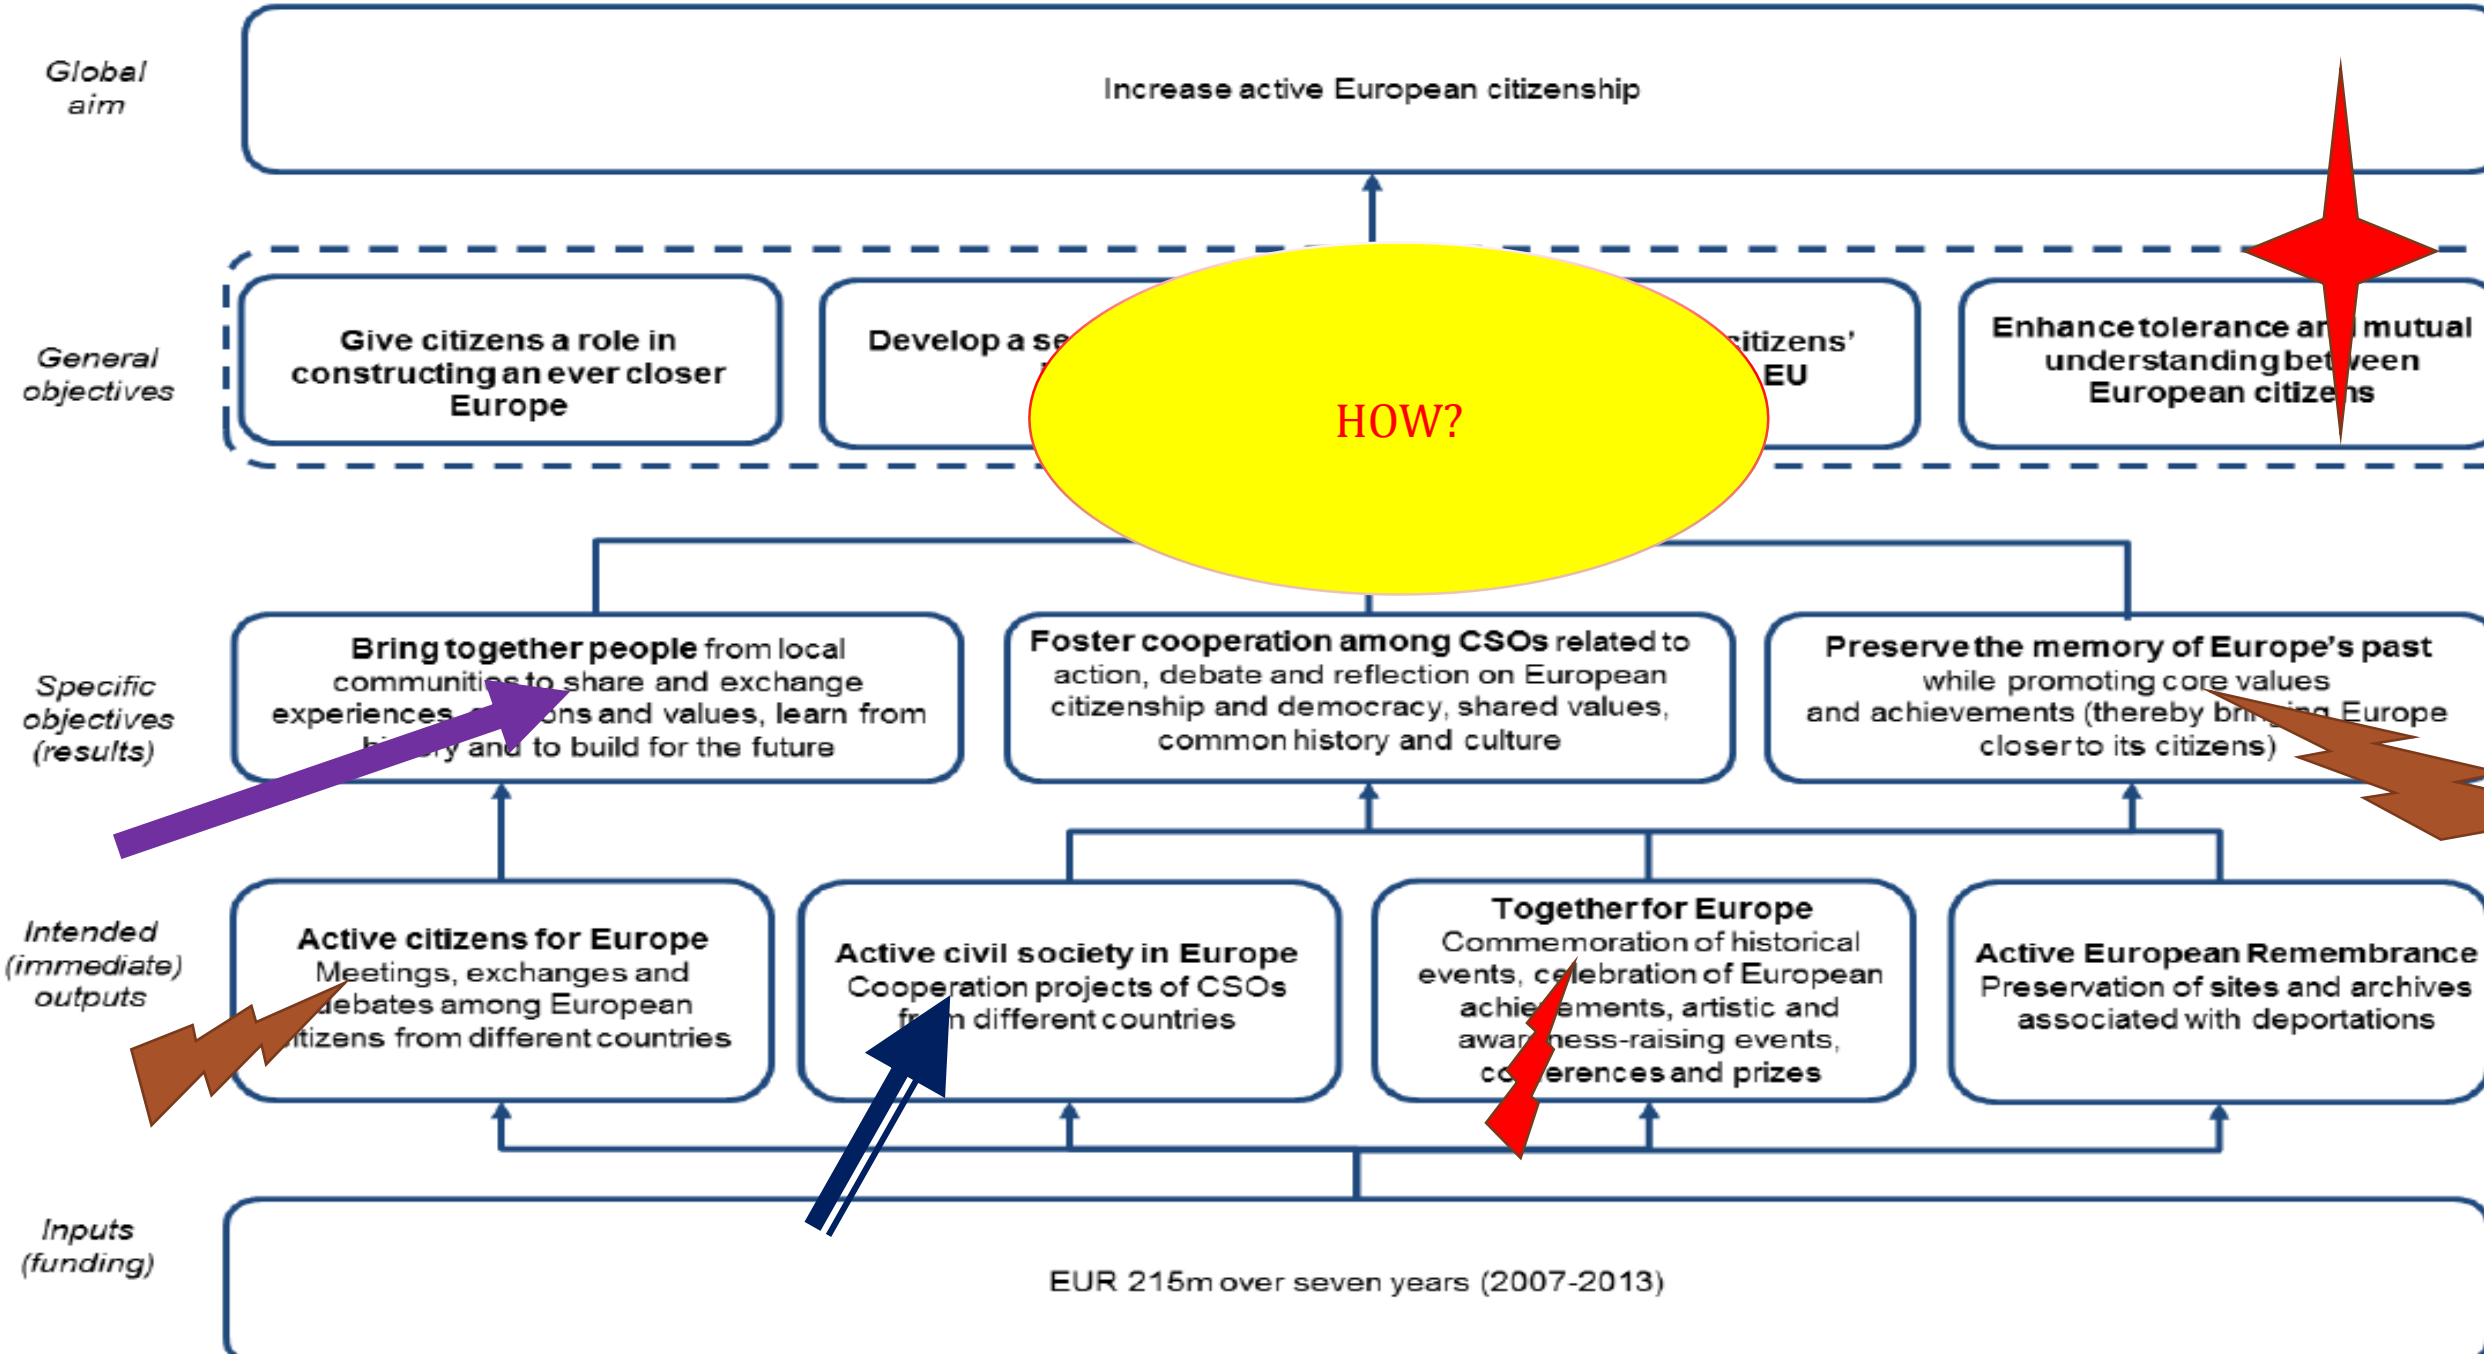 Global
aim
Increase active European citizenship
General
objectives
Give citizens a role in
constructing an ever closer
Europe
Develop a
HOW?
citizens’
EU
Enhance tolerance and mutual
understanding between
European citizens
Specific
objectives
(results)
Bring together people from local
communities to share and exchange
experiences, and values, learn from
history and to build for the future
Foster cooperation among CSOs related to
action, debate and reflection on European
citizenship and democracy, shared values,
common history and culture
Preserve the memory of Europe’s past
while promoting core values
and achievements (thereby bringing Europe
closer to its citizens)
Intended
(immediate)
outputs
Active citizens for Europe
Meetings, exchanges and
debates among European
citizens from different countries
Active civil society in Europe
Cooperation projects of CSOs
from different countries
Together for Europe
Commemoration of historical
events, celebration of European
achievements, artistic and
awareness-raising events,
conferences and prizes
Active European Remembrance
Preservation of sites and archives
associated with deportations
Inputs
(funding)
EUR 215m over seven years (2007-2013)